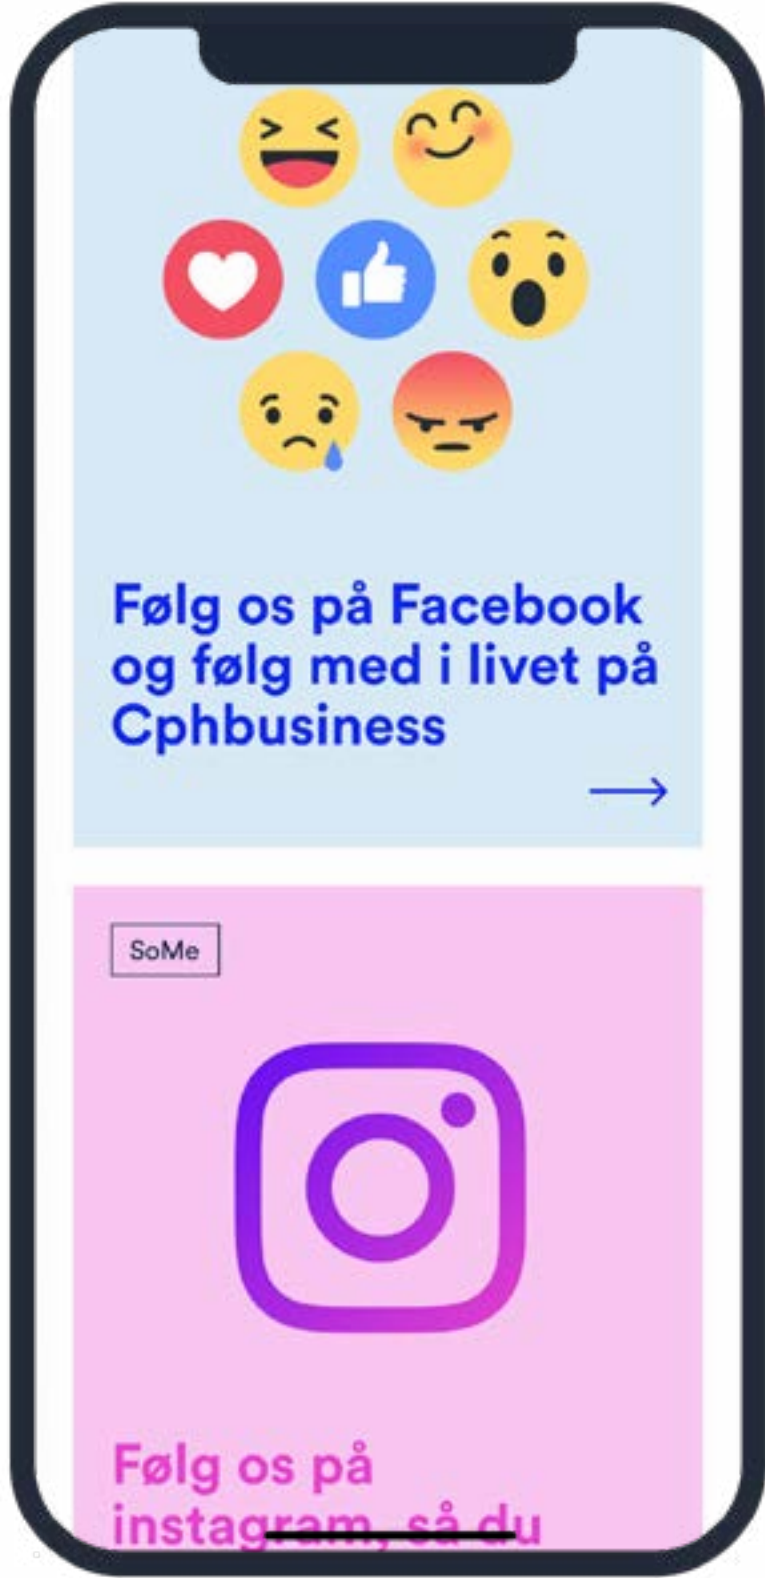 Følg os på Facebook
og følg med i livet på
Cphbusiness
SoMe
Følg os på
instagram, så du